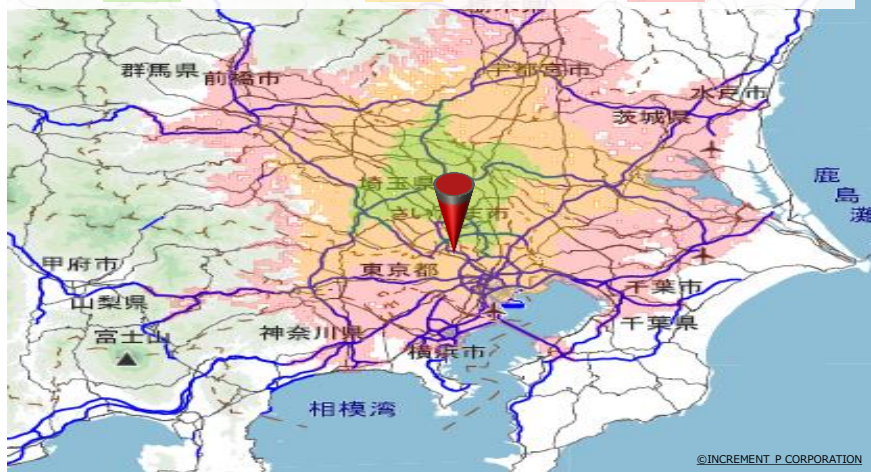 宇都宮市
群馬県
前橋市
水戸市
茨城県
埼玉県
さいたま市
鹿
島
灘
甲府市
東京都
千葉市
山梨県
千葉県
富士山
神奈川県
横浜市
相模湾
©INCREMENT P CORPORATION